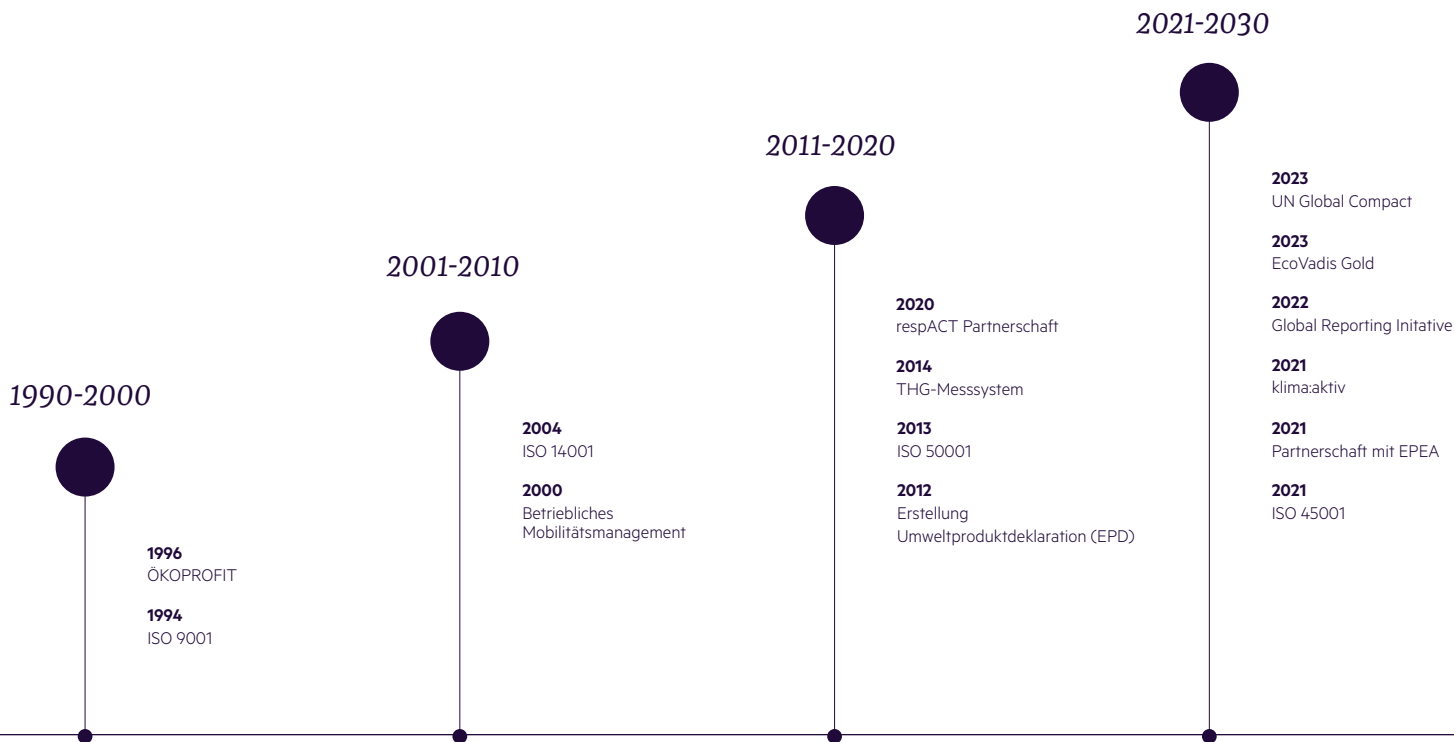 1990-2000
1996
ÖKOPROFIT
1994
ISO 9001
2001-2010
2004
ISO 14001
2000
Betriebliches
Mobilitätsmanagement
2011-2020
2020
respACT Partnerschaft
2014
THG-Messsystem
2013
ISO 50001
2012
Erstellung
Umweltproduktdeklaration (EPD)
2021-2030
2023
UN Global Compact
2023
EcoVadis Gold
2022
Global Reporting Initative
2021
klima:aktiv
2021
Partnerschaft mit EPEA
2021
ISO 45001